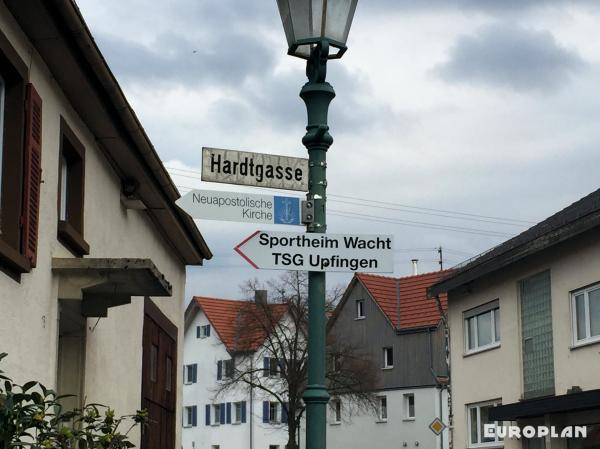 Hardtgasse
Neuapostolische
Kirche
Sportheim Wacht
TSG Upfingen
EUROPLAN